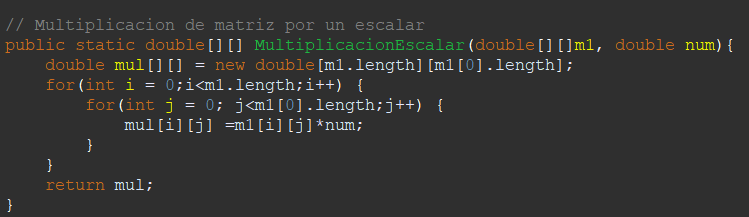 // Multiplicacion de matriz por un escalar
public static double[][] MultiplicacionEscalar(double[][]m1, double num){
    double mul[][] = new double[m1.length][m1[0].length];
    for(int i = 0;i<m1.length;i++) {
        for(int j = 0; j<m1[0].length;j++) {
            mul[i][j] =m1[i][j]*num;
        }
    }
    return mul;
}